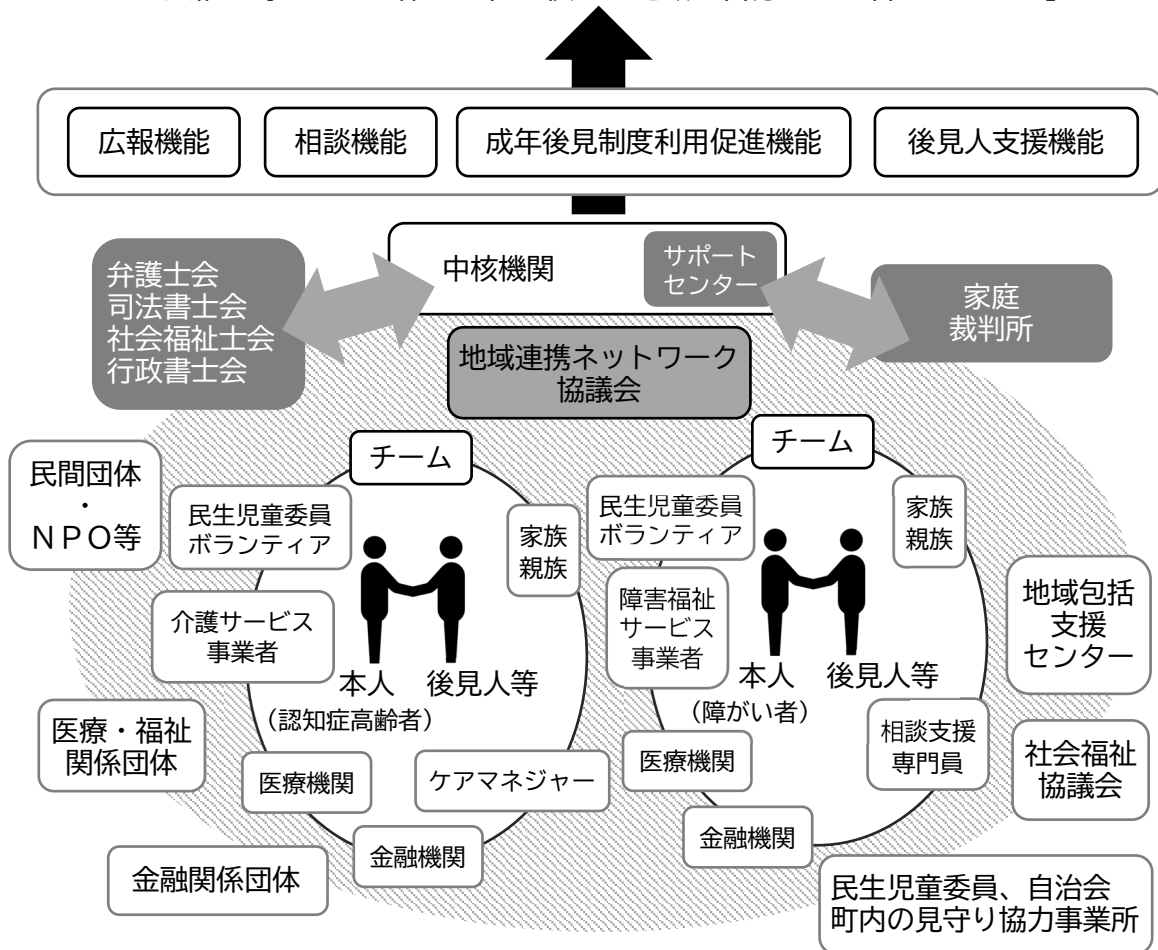 広報機能
相談機能
成年後見制度利用促進機能
後見人支援機能
中核機関
サポート
センター
弁護士会
司法書士会
社会福祉士会
行政書士会
家庭
裁判所
地域連携ネットワーク
協議会
チーム
チーム
民間団体
・
ＮＰＯ等
民生児童委員
ボランティア
家族
親族
介護サービス
事業者
本人
後見人等
（認知症高齢者）
医療機関
ケアマネジャー
金融機関
民生児童委員
ボランティア
家族
親族
障害福祉
サービス
事業者
本人
後見人等
（障がい者）
医療機関
相談支援
専門員
金融機関
地域包括
支援
センター
医療・福祉
関係団体
社会福祉
協議会
金融関係団体
民生児童委員、自治会
町内の見守り協力事業所